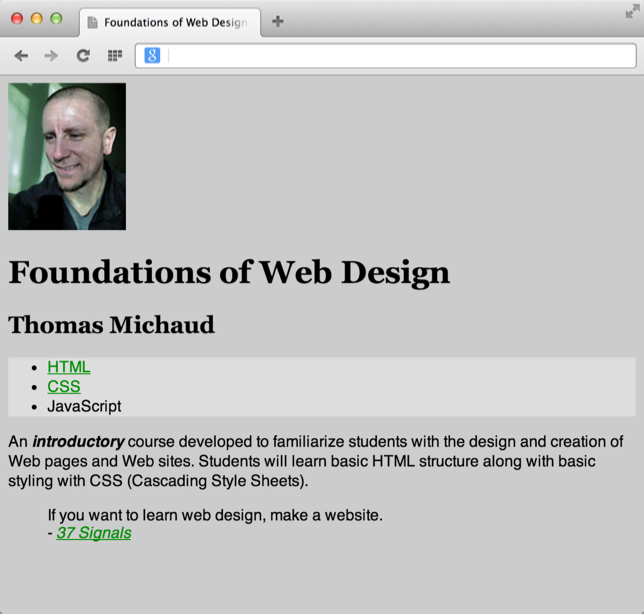 Foundations of Web Design
Foundations of Web Design
Thomas Michaud
HTML
CSS
JavaScript
An introductory course developed to familiarize students with the design and creation of
Web pages and Web sites. Students will learn basic HTML structure along with basic
styling with CSS (Cascading Style Sheets).
If you want to learn web design, make a website.
- 37 Signals